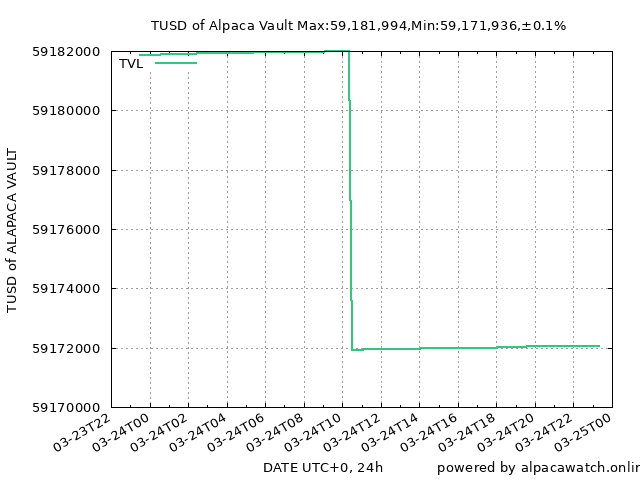 TUSD of Alpaca Vault Max:59,181,994,Min:59,171,936,±0.1%
TVL
59182000
59180000
59178000
59176000
59174000
59172000
59170000
TUSD of ALAPACA VAULT
03-23T22
03-24T00
03-24T02
03-24T04
03-24T06
03-24T08
03-24T10
03-24T12
03-24T14
03-24T16
03-24T18
03-24T20
03-24T22
03-25T00
DATE UTC+0, 24h
powered by alpacawatch.onlin